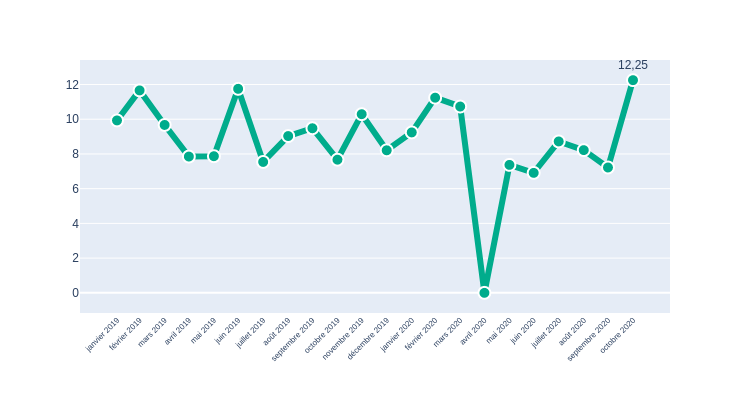 12,25
12
10
8
6
4
2
0
janvier 2019
février 2019
mars 2019
avril 2019
mai 2019
juin 2019
juillet 2019
août 2019
septembre 2019
octobre 2019
novembre 2019
décembre 2019
janvier 2020
février 2020
mars 2020
avril 2020
mai 2020
juin 2020
juillet 2020
août 2020
septembre 2020
octobre 2020